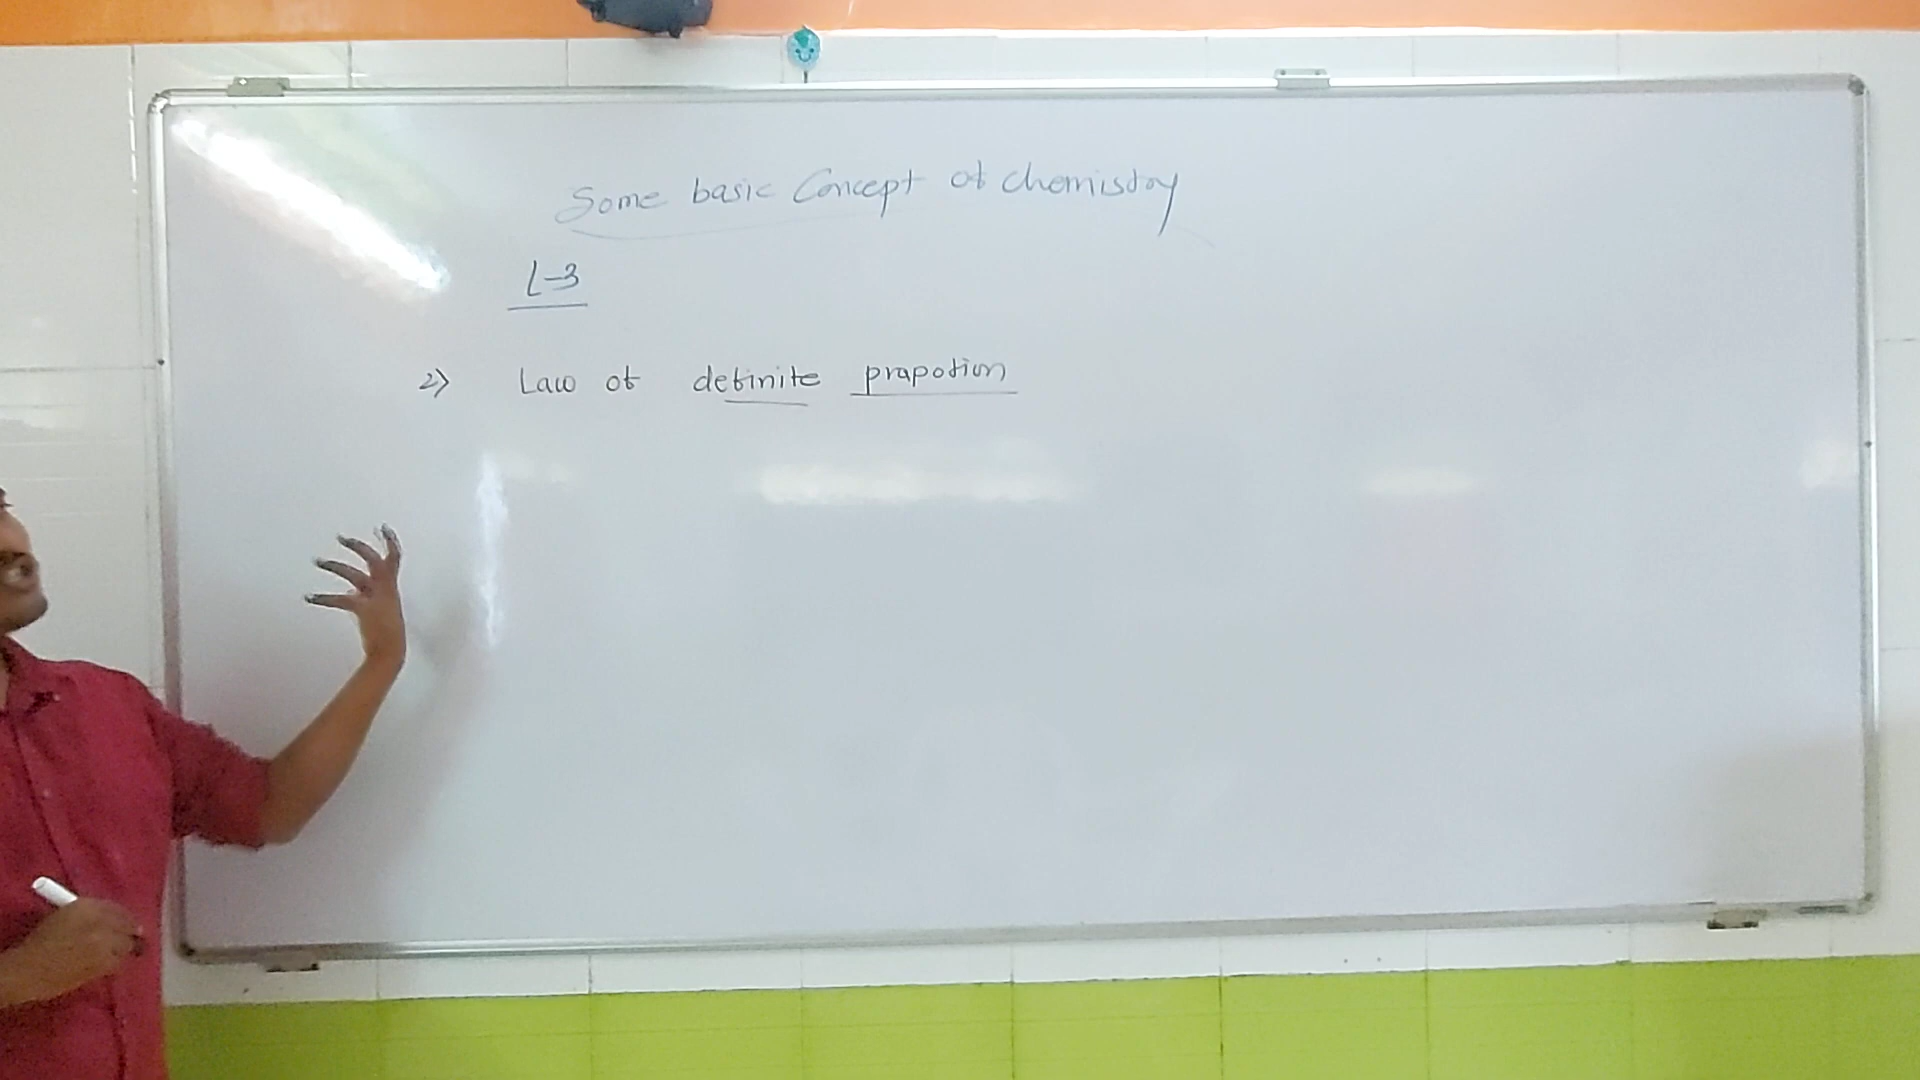 Some basic Concept of chemistry
L-3
2) Law of definite prapotion